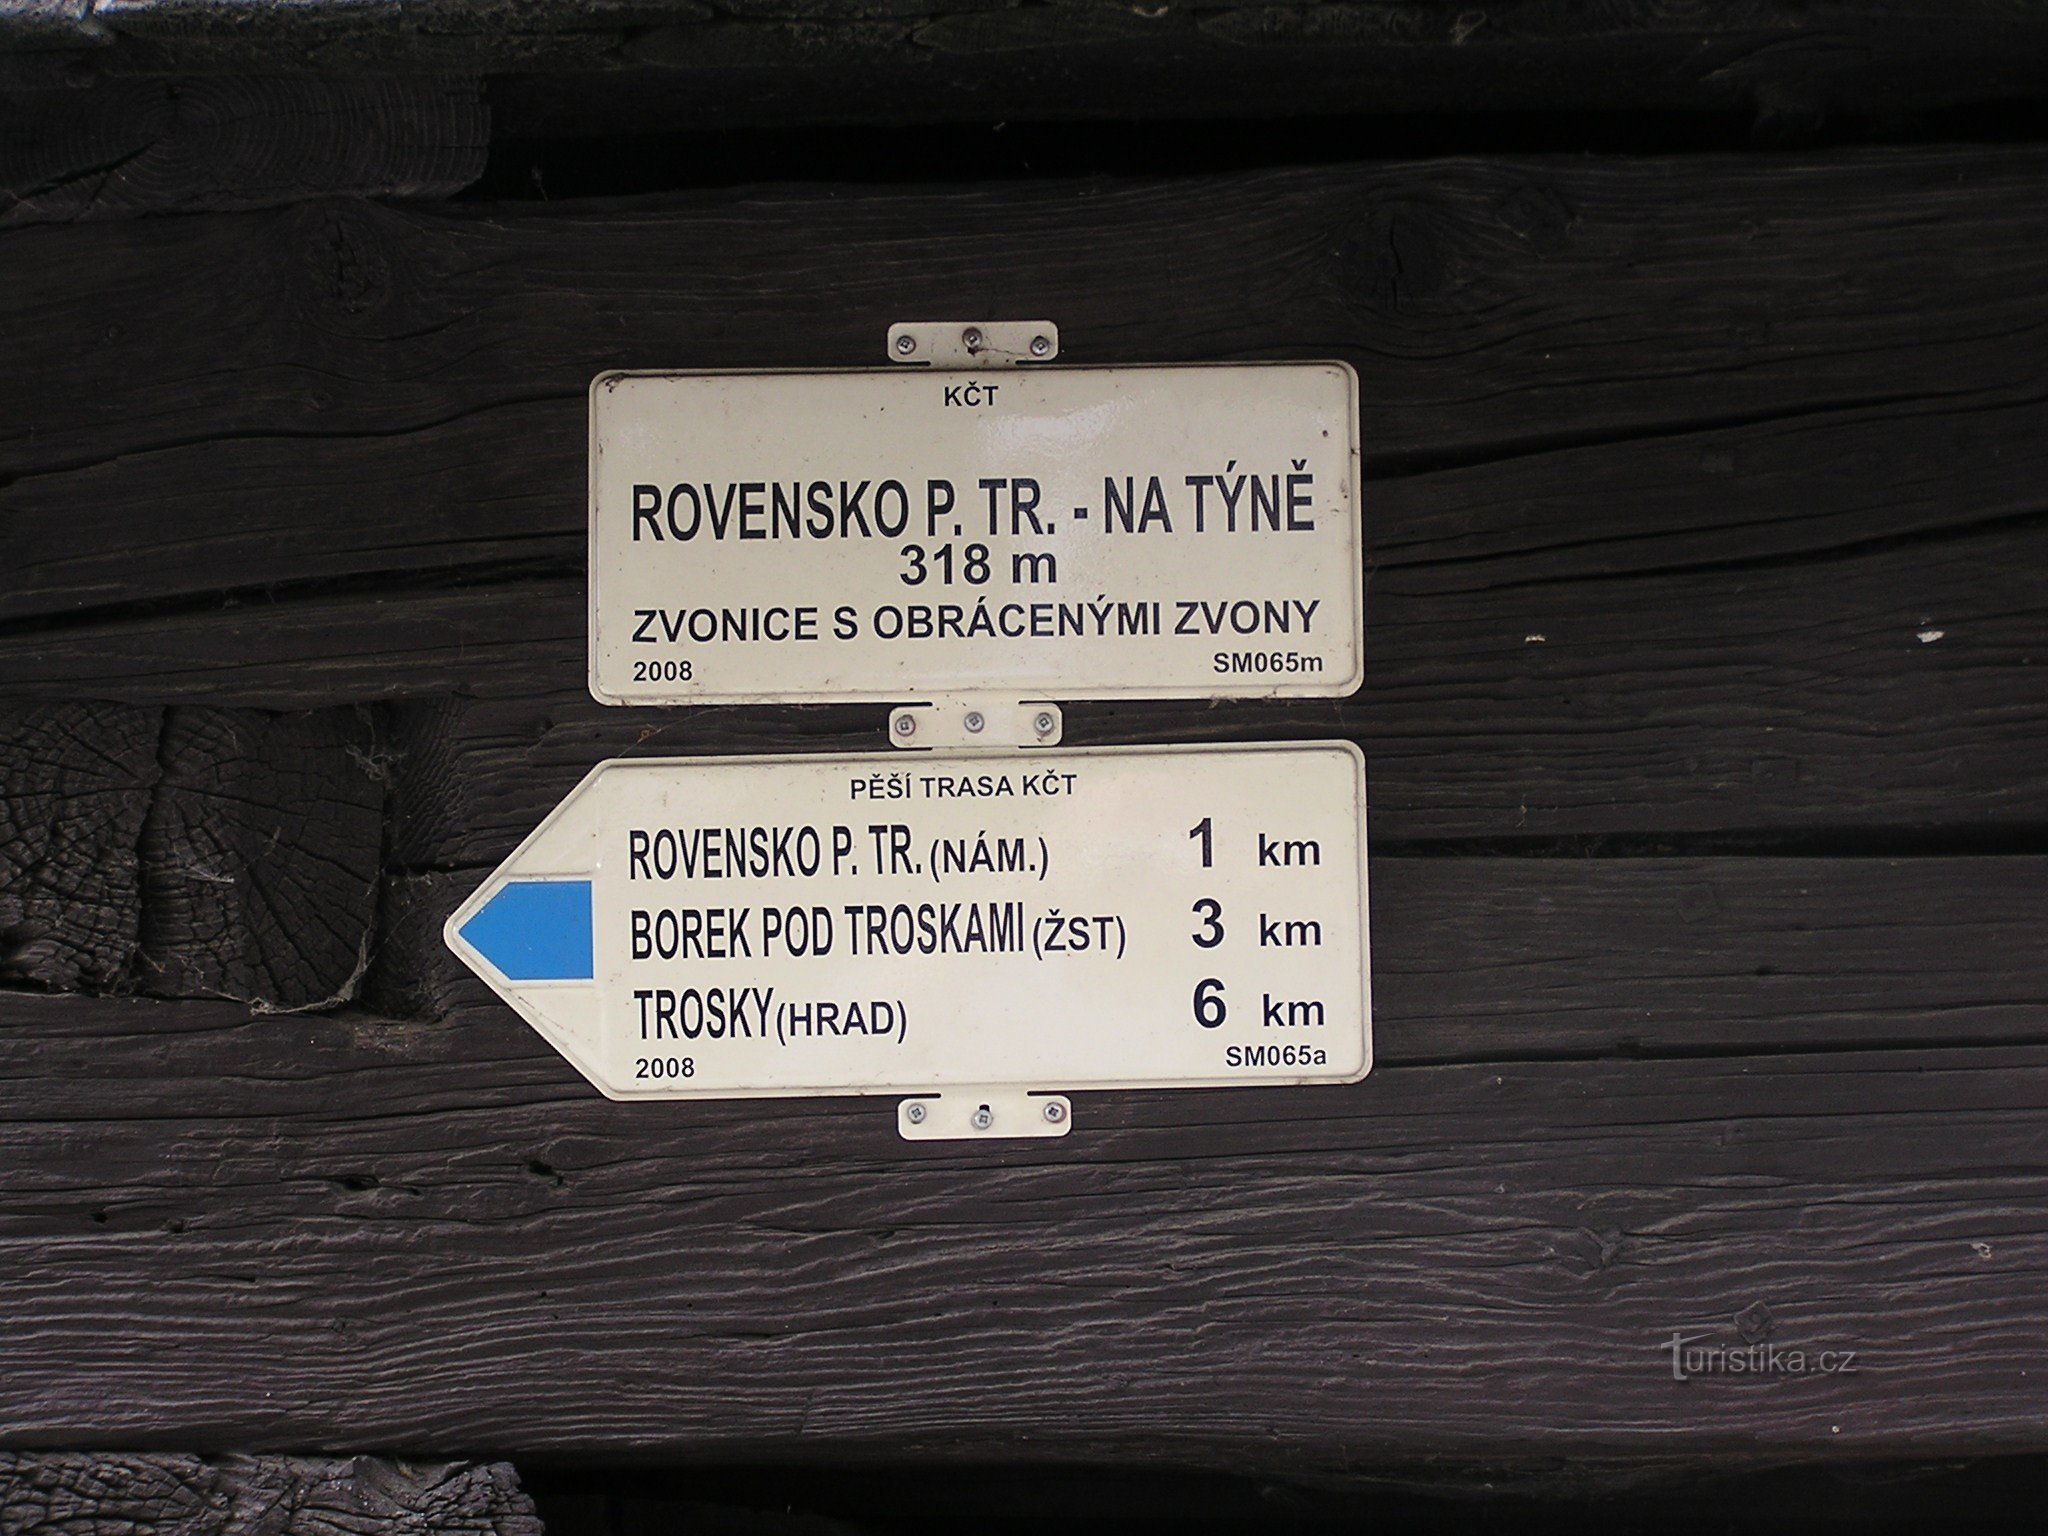 KČT
ROVENSKO P. TR. - NA TÝNĚ
318 m
ZVONICE S OBRÁCENÝMI ZVONY
2008 SM065m
PĚŠÍ TRASA KČT
ROVENSKO P. TR. (NÁM.) 1 km
BOREK POD TROSKAMI (ŽST) 3 km
TROSKY (HRAD) 6 km
2008 SM065a
Turistika.cz